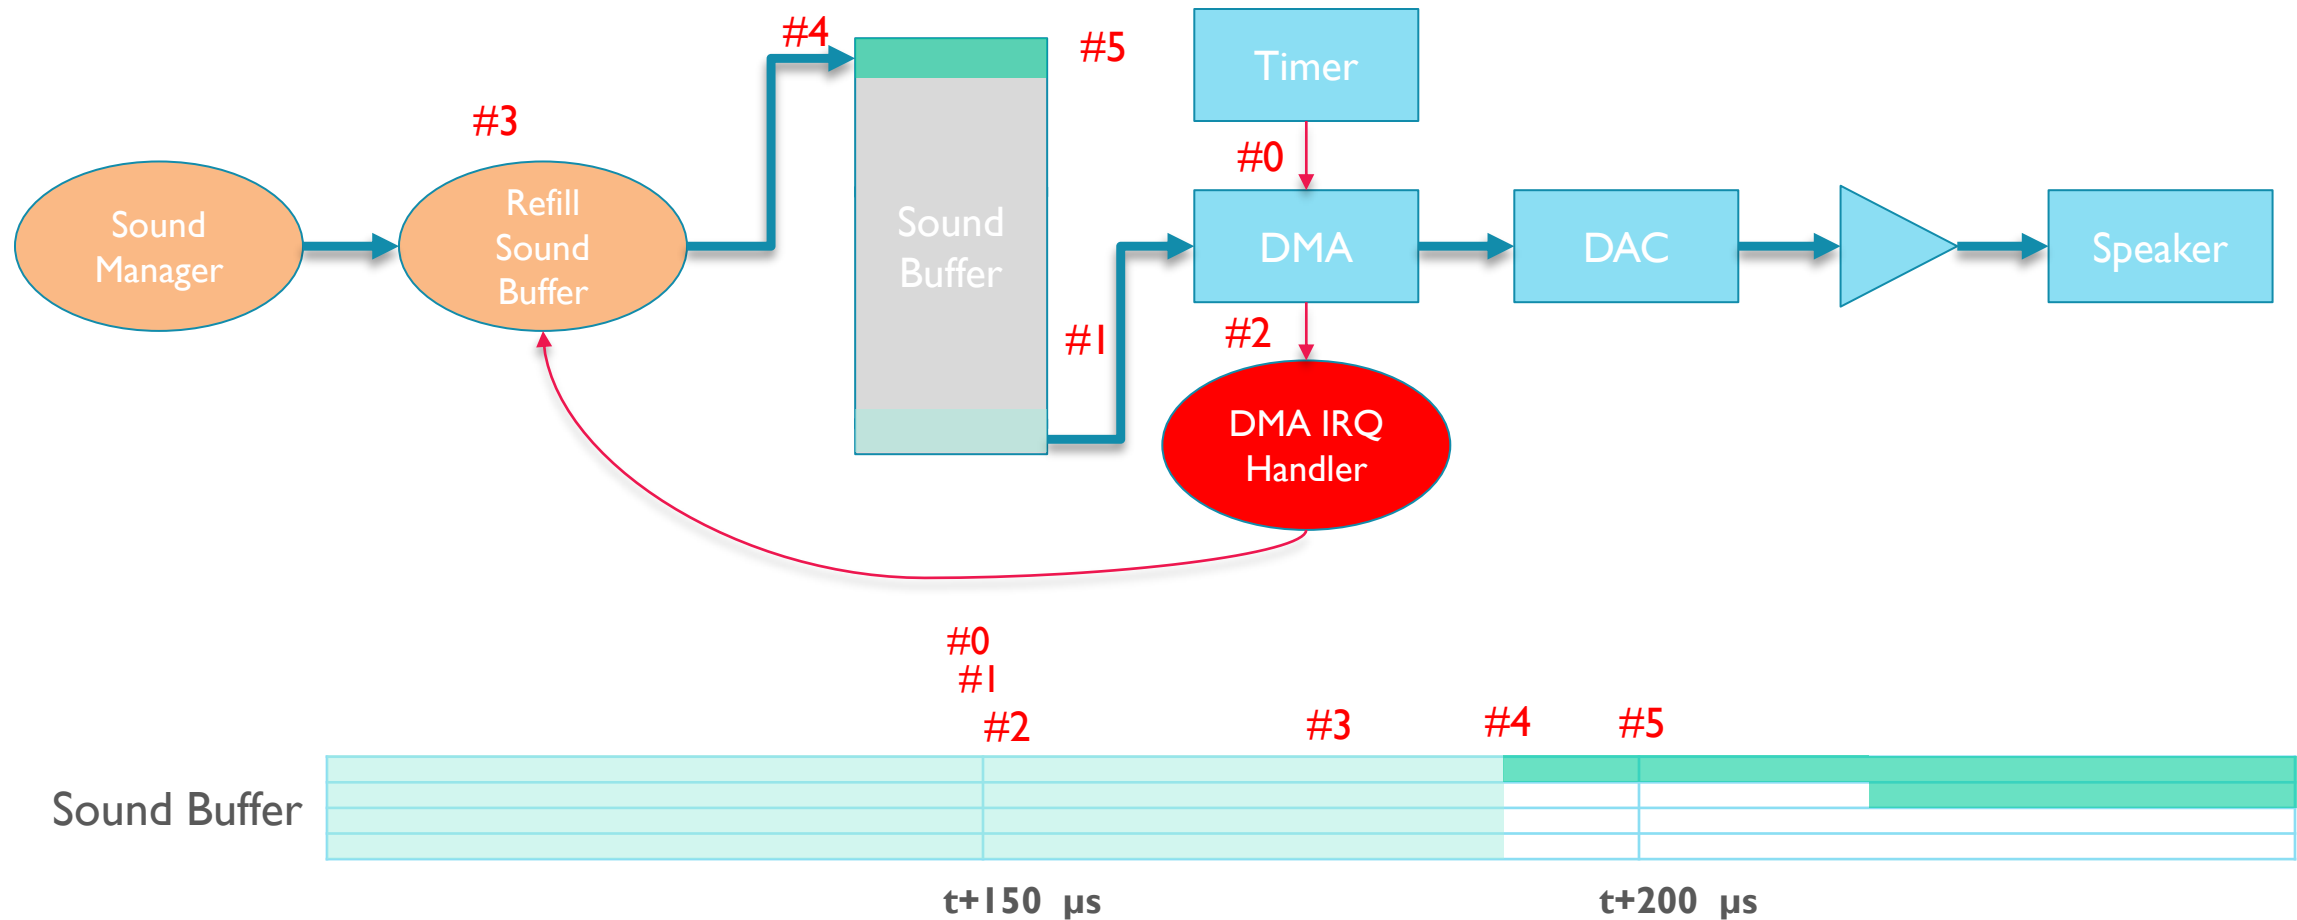 #4
#5
Timer
#3
#0
Sound
Manager
Refill
Sound
Buffer
Sound
Buffer
DMA
DAC
Speaker
#1
#2
DMA IRQ
Handler
#0
#1
#2
#3
#4
#5
Sound Buffer
t+150 µs
t+200 µs